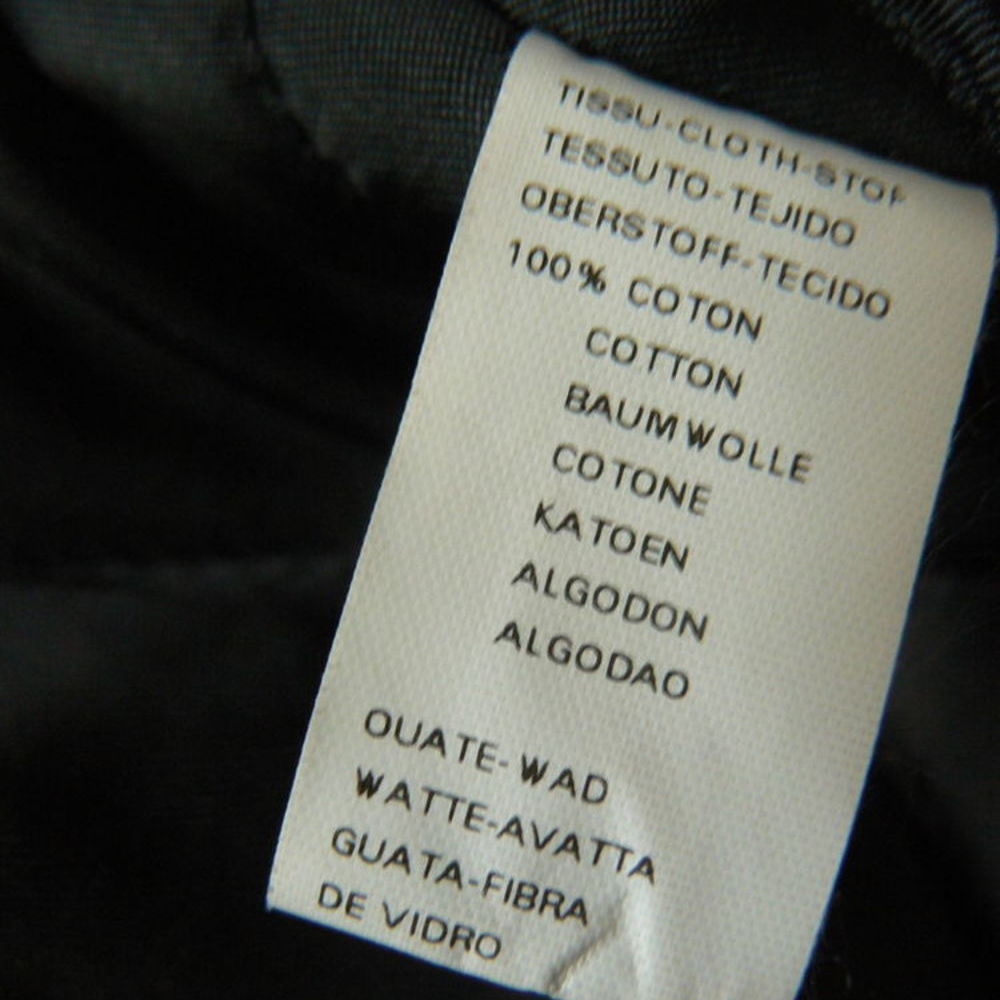 TISSU-CLOTH-STOF
TESSUTO-TEJIDO
OBERSTOFF-TECIDO
100% COTON
COTTON
BAUMWOLLE
COTONE
KATOEN
ALGODON
ALGODAO
OUATE-WAD
WATTE-AVATTA
GUATA-FIBRA
DE VIDRO